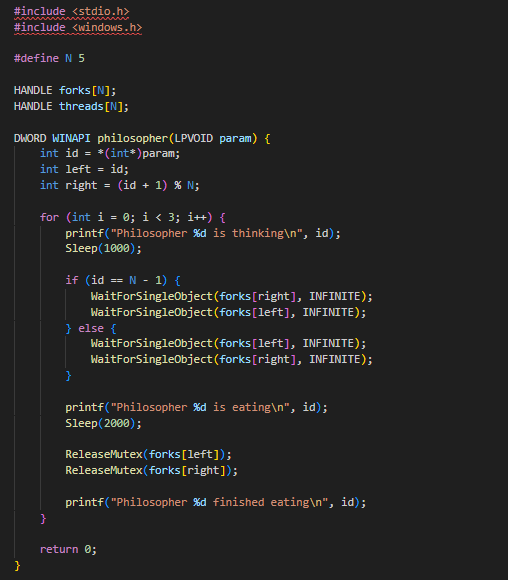 #include <stdio.h>
#include <windows.h>

#define N 5

HANDLE forks[N];
HANDLE threads[N];

DWORD WINAPI philosopher(LPVOID param) {
    int id = *(int*)param;
    int left = id;
    int right = (id + 1) % N;

    for (int i = 0; i < 3; i++) {
        printf("Philosopher %d is thinking\n", id);
        Sleep(1000);

        if (id == N - 1) {
            WaitForSingleObject(forks[right], INFINITE);
            WaitForSingleObject(forks[left], INFINITE);
        } else {
            WaitForSingleObject(forks[left], INFINITE);
            WaitForSingleObject(forks[right], INFINITE);
        }

        printf("Philosopher %d is eating\n", id);
        Sleep(2000);

        ReleaseMutex(forks[left]);
        ReleaseMutex(forks[right]);

        printf("Philosopher %d finished eating\n", id);
    }

    return 0;
}